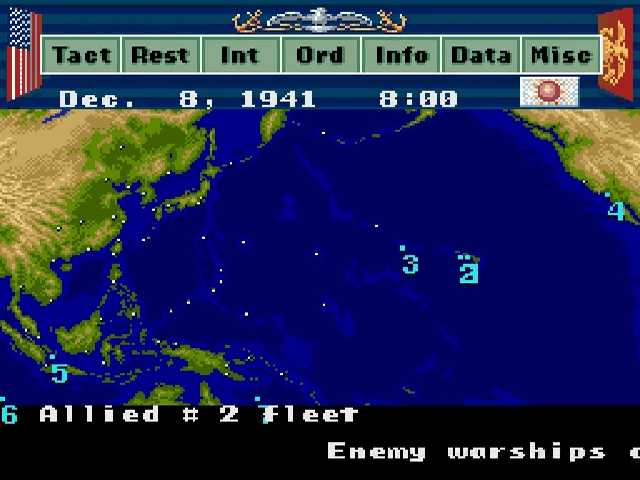 Tact Rest Int Ord Info Data Misc
Dec. 8, 1941 8:00
4
3 2
5
6 Allied # 2 Fleet
Enemy warships